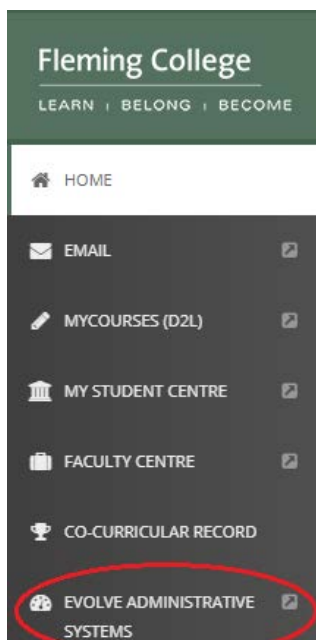 Fleming College
LEARN | BELONG | BECOME
HOME
EMAIL
MYCOURSES (D2L)
MY STUDENT CENTRE
FACULTY CENTRE
CO-CURRICULAR RECORD
EVOLVE ADMINISTRATIVE
SYSTEMS